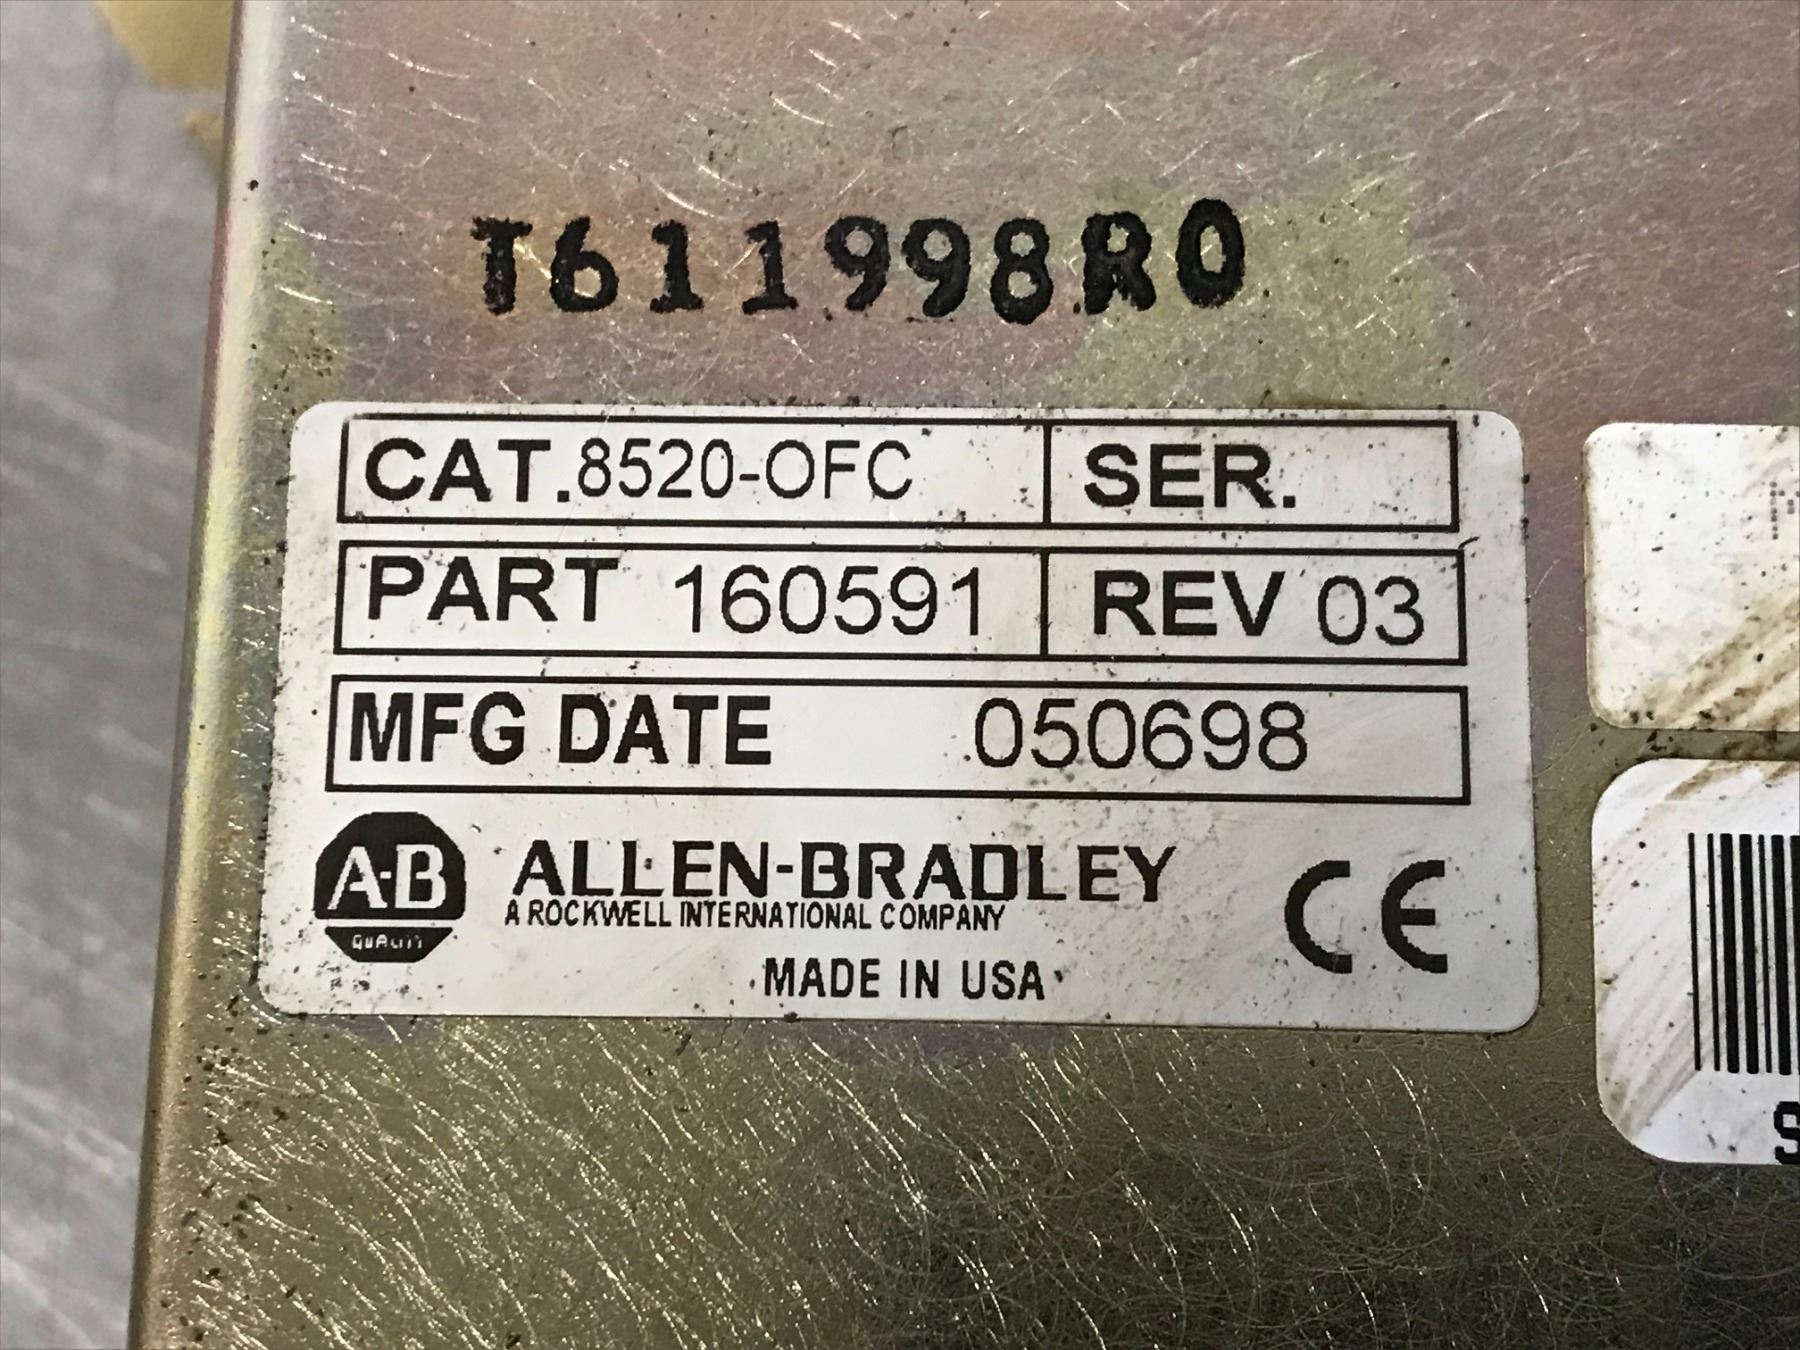 T611998R0
CAT. 8520-OFC SER.
PART 160591 REV 03
MFG DATE 050698
A-B
QUALITY
ALLEN-BRADLEY
A ROCKWELL INTERNATIONAL COMPANY
MADE IN USA
CE